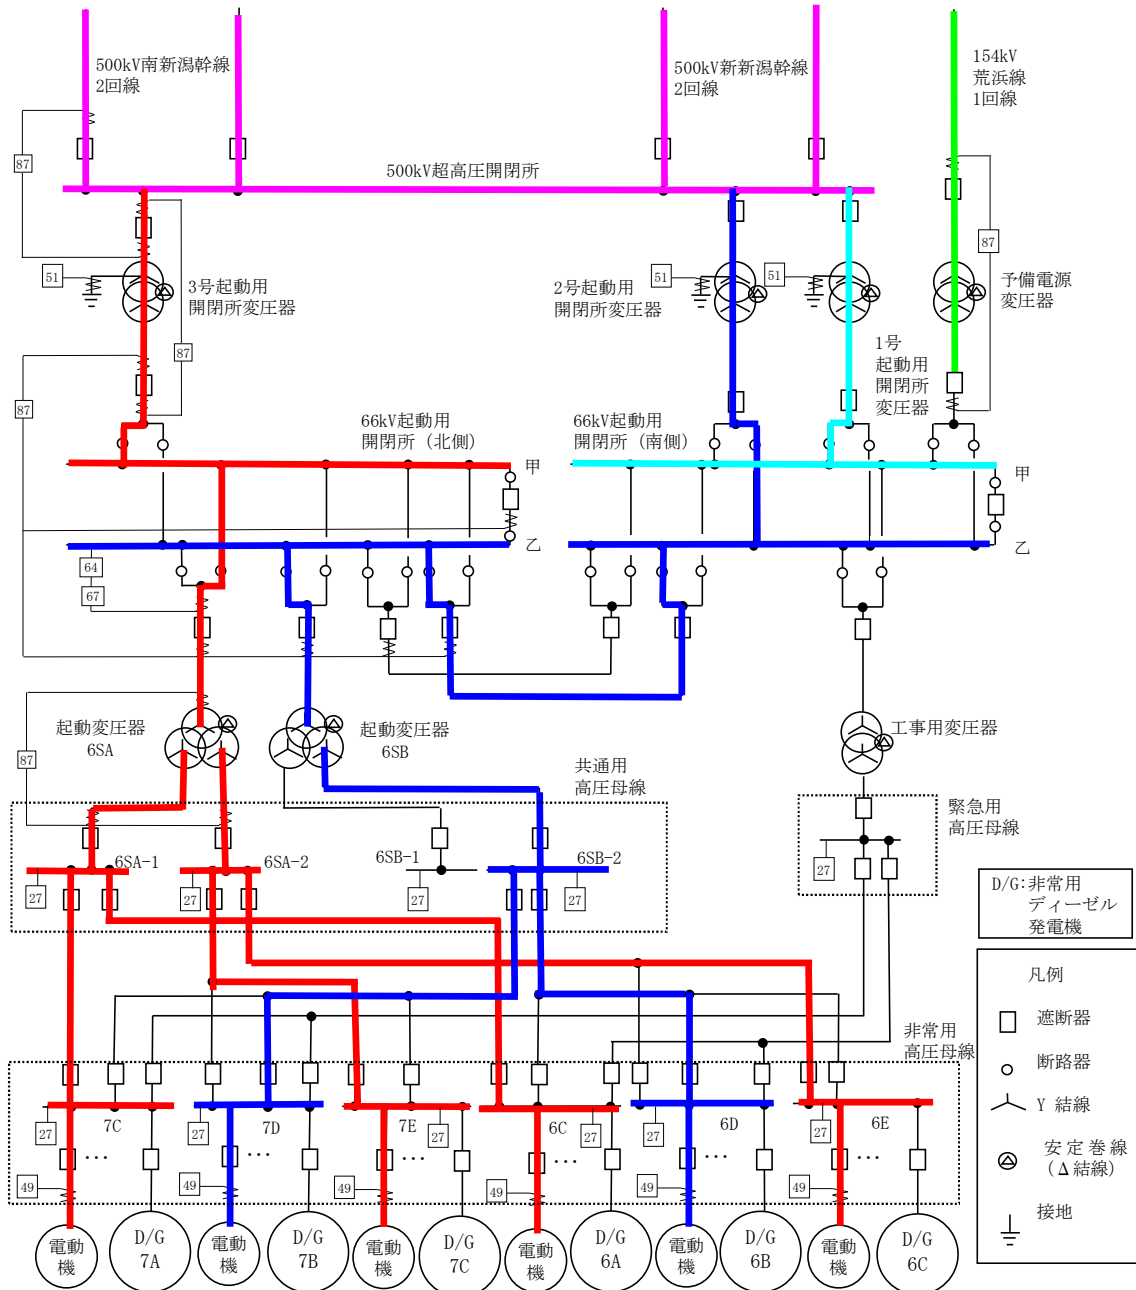 500kV南新潟幹線
2回線
500kV新新潟幹線
2回線
154kV
荒浜線
1回線
87
500kV超高圧開閉所
87
51
3号起動用
開閉所変圧器
51
2号起動用
開閉所変圧器
51
予備電源
変圧器
87
1号
起動用
開閉所
変圧器
87
66kV起動用
開閉所（北側）
66kV起動用
開閉所（南側）
甲
甲
乙
乙
64
67
起動変圧器
6SA
起動変圧器
6SB
工事用変圧器
87
共通用
高圧母線
緊急用
高圧母線
6SA-1
6SA-2
6SB-1
6SB-2
27
27
27
27
27
D/G:非常用
ディーゼル
発電機
凡例
遮断器
断路器
Y 結線
安定巻線
(Δ結線)
接地
非常用
高圧母線
7C
7D
7E
6C
6D
6E
27
27
27
27
27
27
…
…
…
…
…
…
49
49
49
49
49
49
電動
機
D/G
7A
電動
機
D/G
7B
電動
機
D/G
7C
電動
機
D/G
6A
電動
機
D/G
6B
電動
機
D/G
6C